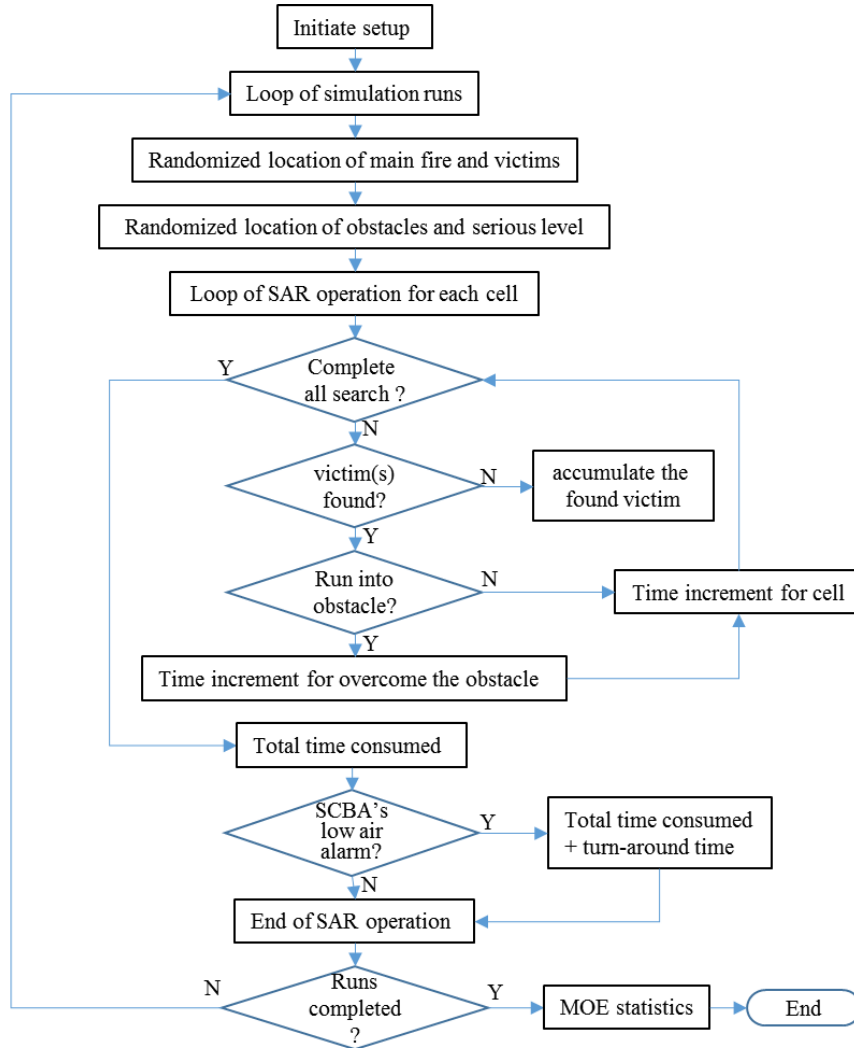 Initiate setup
Loop of simulation runs
Randomized location of main fire and victims
Randomized location of obstacles and serious level
Loop of SAR operation for each cell
Y
Complete
all search ?
N
victim(s)
found?
N
accumulate the
found victim
Y
Run into
obstacle?
N
Time increment for cell
Y
Time increment for overcome the obstacle
Total time consumed
SCBA's
low air
alarm?
Y
Total time consumed
+ turn-around time
N
End of SAR operation
N
Runs
completed
?
Y
MOE statistics
End